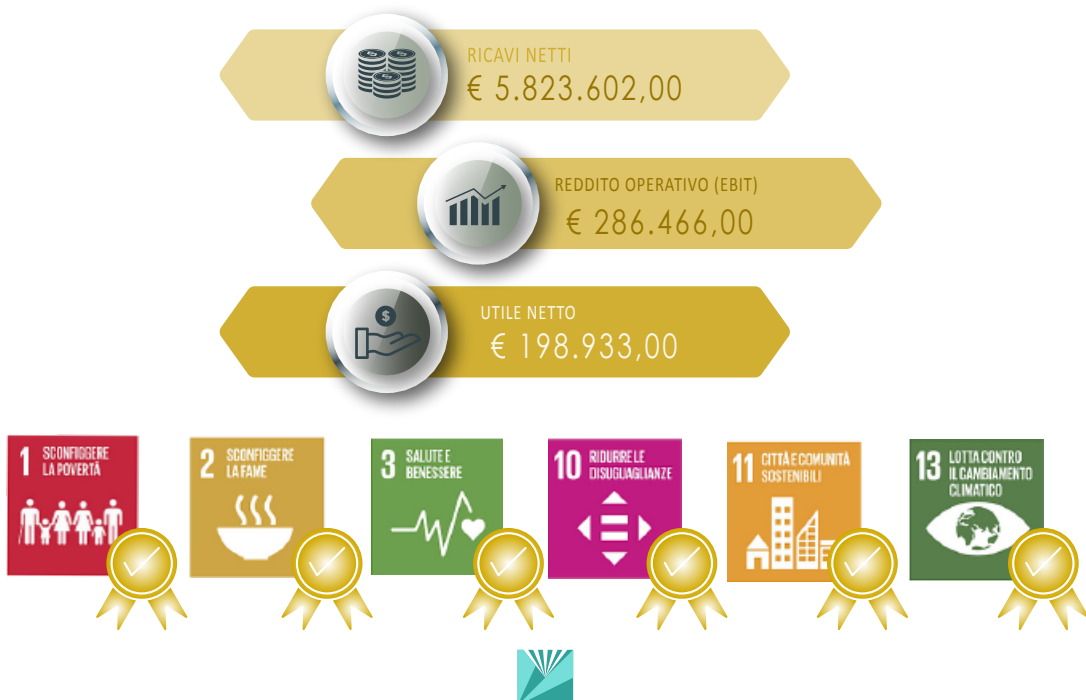 RICAVI NETTI
€ 5.823.602,00
REDDITO OPERATIVO (EBIT)
€ 286.466,00
$
UTILE NETTO
€ 198.933,00
1 SCONFIGGERE
LA POVERTÀ
2 SCONFIGGERE
LA FAME
3 SALUTE E
BENESSERE
10 RIDURRE LE
DISUGUAGLIANZE
11 CITTÀ E COMUNITÀ
SOSTENIBILI
13 LOTTA CONTRO
IL CAMBIAMENTO
CLIMATICO